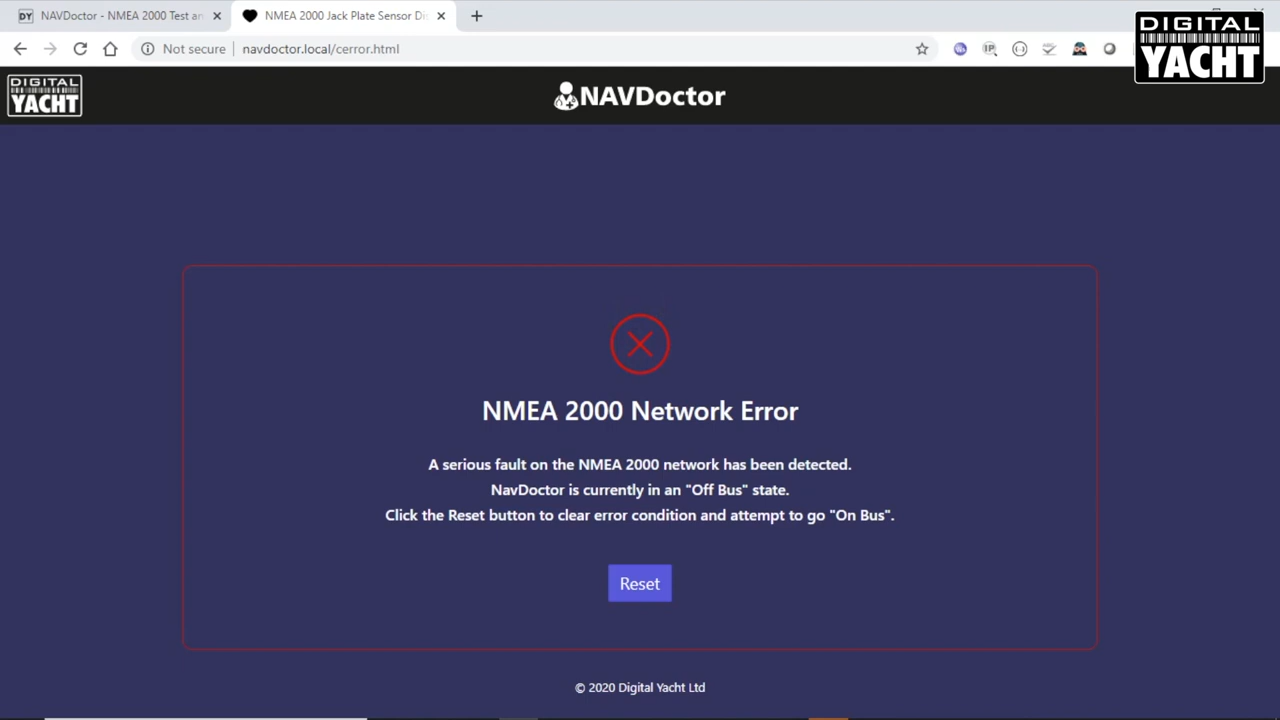 DY NAVDoctor - NMEA 2000 Test an
NMEA 2000 Jack Plate Sensor Di
Not secure
navdoctor.local/cerror.html
IP
DIGITAL
YACHT
DIGITAL
YACHT
NAVDoctor
NMEA 2000 Network Error
A serious fault on the NMEA 2000 network has been detected.
NavDoctor is currently in an "Off Bus" state.
Click the Reset button to clear error condition and attempt to go "On Bus".
Reset
© 2020 Digital Yacht Ltd